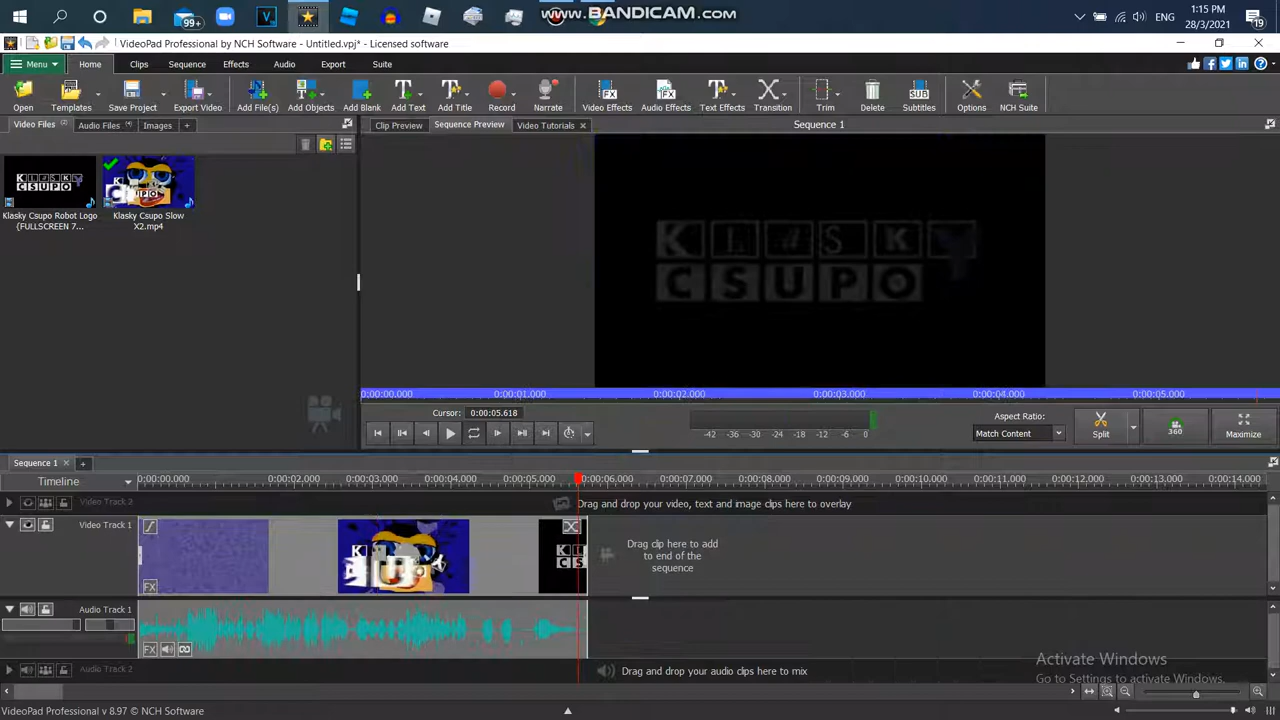 www.BANDICAM.com
99+
ENG
1:15 PM
28/3/2021
19
VideoPad Professional by NCH Software - Untitled.vpj* - Licensed software
Menu Home Clips Sequence Effects Audio Export Suite
Open Templates Save Project Export Video Add File(s) Add Objects Add Blank Add Text Add Title Record Narrate Video Effects Audio Effects Text Effects Transition Trim Delete Subtitles Options NCH Suite
Video Files (2) Audio Files (4) Images +
Clip Preview Sequence Preview Video Tutorials Sequence 1
KLASKY
CSUPO
Klasky Csupo Robot Logo
{FULLSCREEN 7...
Klasky Csupo Slow
X2.mp4
0:00:00.000 0:00:01.000 0:00:02.000 0:00:03.000 0:00:04.000 0:00:05.000
Cursor: 0:00:05.618
-42 -36 -30 -24 -18 -12 -6 0
Aspect Ratio:
Match Content
Split
360
Maximize
Sequence 1
Timeline
0:00:00.000 0:00:02.000 0:00:03.000 0:00:04.000 0:00:05.000 0:00:06.000 0:00:07.000 0:00:08.000 0:00:09.000 0:00:10.000 0:00:11.000 0:00:12.000 0:00:13.000 0:00:14.000
Video Track 2
Drag and drop your video, text and image clips here to overlay
Video Track 1
FX
Drag clip here to add
to end of the
sequence
Audio Track 1
FX
Audio Track 2
Drag and drop your audio clips here to mix
Activate Windows
Go to Settings to activate Windows.
VideoPad Professional v 8.97 © NCH Software